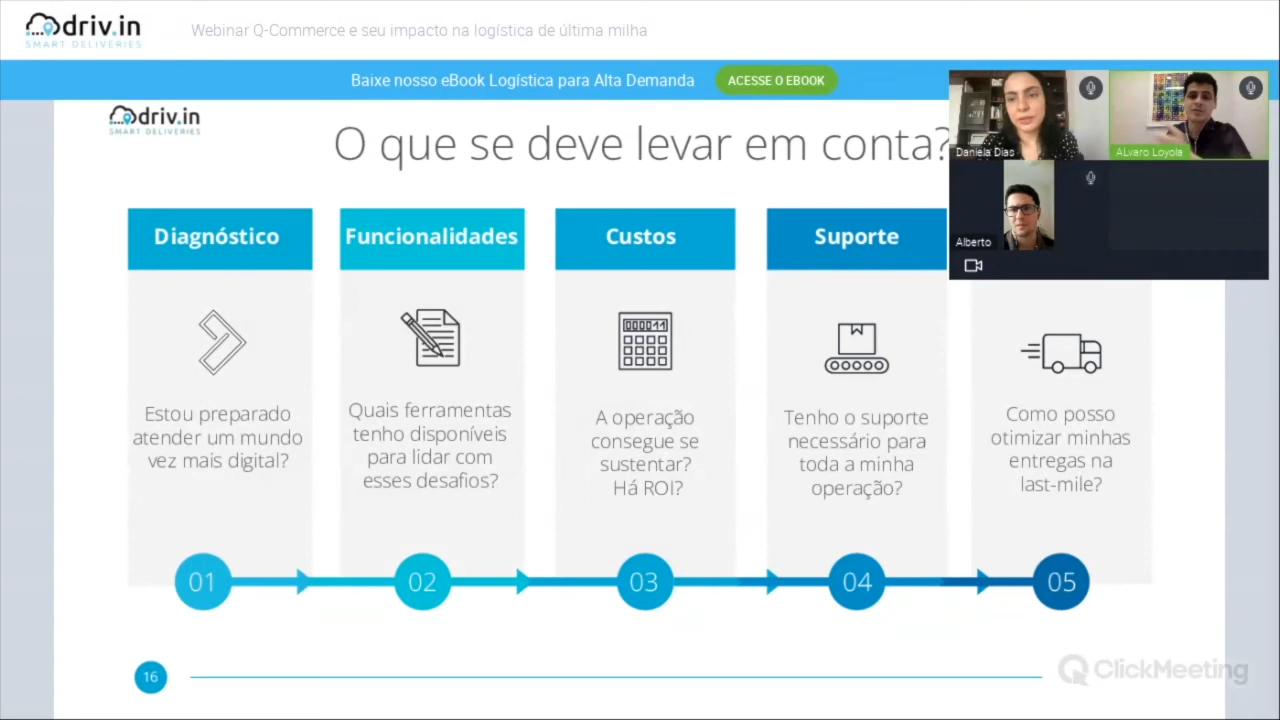 driv.in
SMART DELIVERIES
Webinar Q-Commerce e seu impacto na logística de última milha
Baixe nosso eBook Logística para Alta Demanda
ACESSE O EBOOK
driv.in
SMART DELIVERIES
O que se deve levar em conta?
Daniela Dias
ALvaro Loyola
Alberto
Diagnóstico
Estou preparado
atender um mundo
vez mais digital?
01
Funcionalidades
Quais ferramentas
tenho disponíveis
para lidar com
esses desafios?
02
Custos
A operação
consegue se
sustentar?
Há ROI?
03
Suporte
Tenho o suporte
necessário para
toda a minha
operação?
04
Como posso
otimizar minhas
entregas na
last-mile?
05
16
ClickMeeting